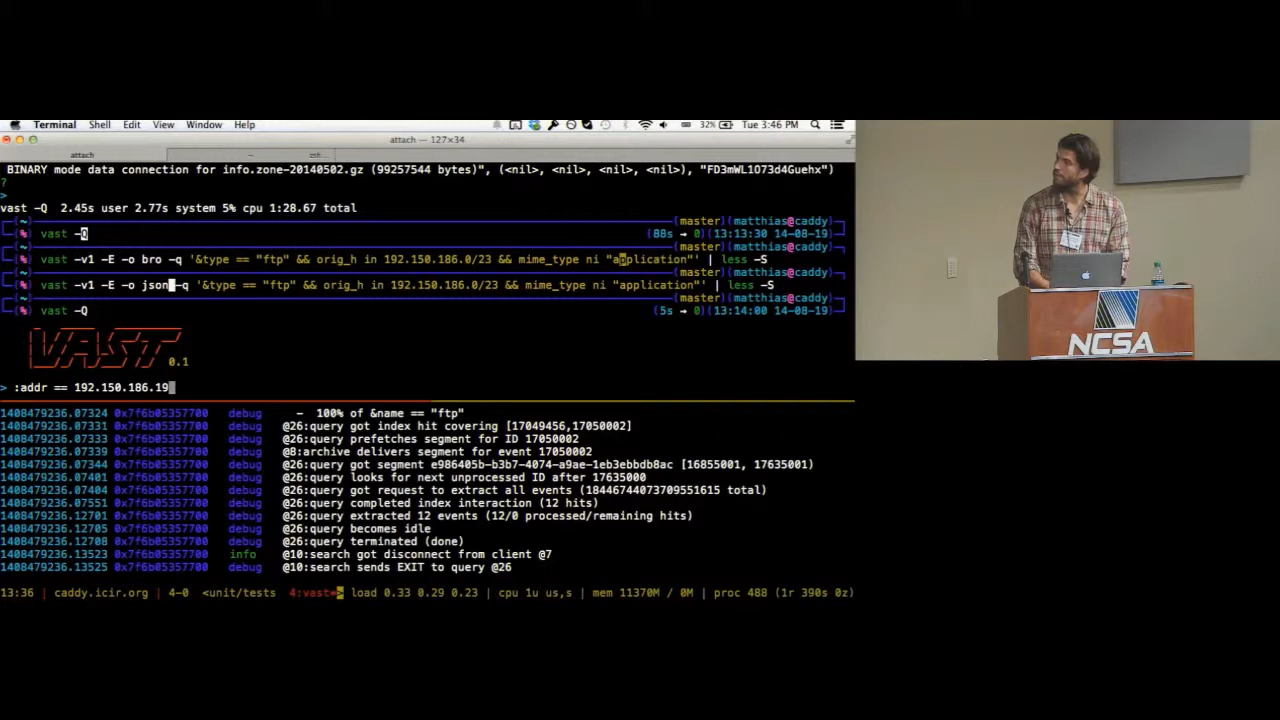 Terminal Shell Edit View Window Help 32% Tue 3:46 PM
attach — 127×34
attach ~ zsh
BINARY mode data connection for info.zone-20140502.gz (99257544 bytes)", (<nil>, <nil>, <nil>, <nil>), "FD3mWL1O73d4Guehx")
?
>
vast -Q 2.45s user 2.77s system 5% cpu 1:28.67 total
(~) (master)(matthias@caddy)
(%) vast -Q (88s → 0)(13:13:30 14-08-19)
(~) (master)(matthias@caddy)
(%) vast -v1 -E -o bro -q '&type == "ftp" && orig_h in 192.150.186.0/23 && mime_type ni "application"' | less -S
(~) (master)(matthias@caddy)
(%) vast -v1 -E -o json -q '&type == "ftp" && orig_h in 192.150.186.0/23 && mime_type ni "application"' | less -S
(~) (master)(matthias@caddy)
(%) vast -Q (5s → 0)(13:14:00 14-08-19)
VAST 0.1
> :addr == 192.150.186.19
1408479236.07324 0x7f6b05357700 debug - 100% of &name == "ftp"
1408479236.07331 0x7f6b05357700 debug @26:query got index hit covering [17049456,17050002]
1408479236.07333 0x7f6b05357700 debug @26:query prefetches segment for ID 17050002
1408479236.07339 0x7f6b05357700 debug @8:archive delivers segment for event 17050002
1408479236.07344 0x7f6b05357700 debug @26:query got segment e986405b-b3b7-4074-a9ae-1eb3ebbdb8ac [16855001, 17635001)
1408479236.07401 0x7f6b05357700 debug @26:query looks for next unprocessed ID after 17635000
1408479236.07404 0x7f6b05357700 debug @26:query got request to extract all events (18446744073709551615 total)
1408479236.07551 0x7f6b05357700 debug @26:query completed index interaction (12 hits)
1408479236.12701 0x7f6b05357700 debug @26:query extracted 12 events (12/0 processed/remaining hits)
1408479236.12705 0x7f6b05357700 debug @26:query becomes idle
1408479236.12708 0x7f6b05357700 debug @26:query terminated (done)
1408479236.13523 0x7f6b05357700 info @10:search got disconnect from client @7
1408479236.13525 0x7f6b05357700 debug @10:search sends EXIT to query @26
13:36 | caddy.icir.org | 4-0 <unit/tests 4:vast*> load 0.33 0.29 0.23 | cpu 1u us,s | mem 11370M / 0M | proc 488 (1r 390s 0z)
NCSA